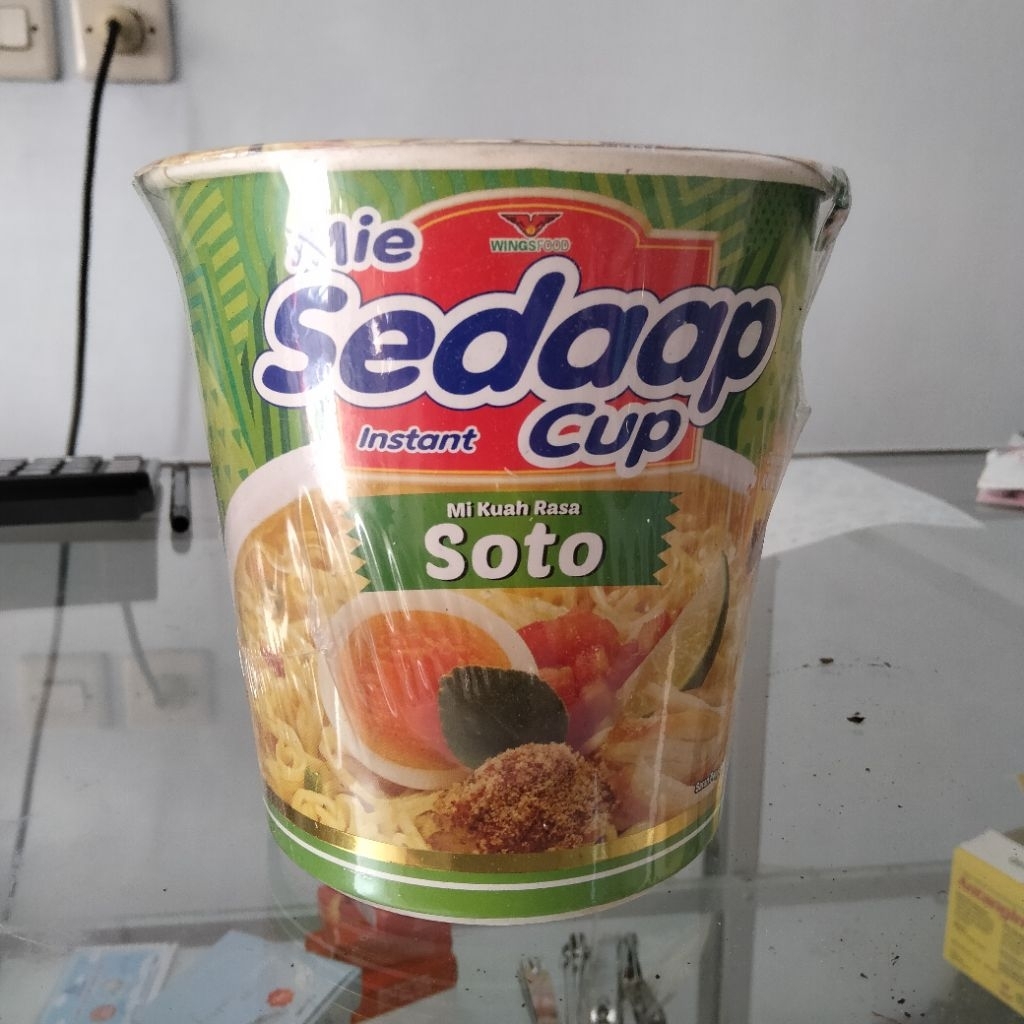 Mie
WINGSFOOD
Sedaap
Instant Cup
Mi Kuah Rasa
Soto